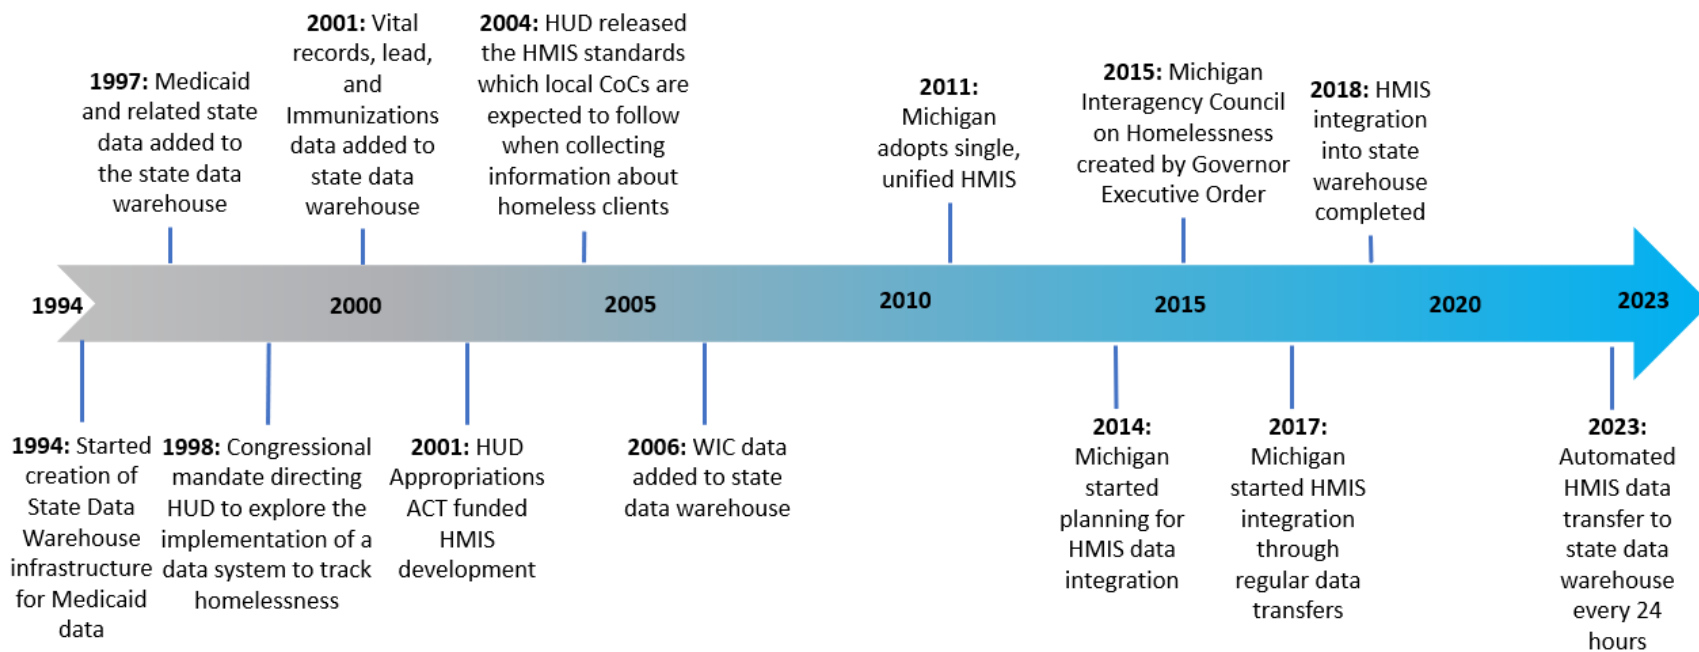 1997: Medicaid
and related state
data added to
the state data
warehouse
2001: Vital
records, lead,
and
Immunizations
data added to
state data
warehouse
2004: HUD released
the HMIS standards
which local CoCs are
expected to follow
when collecting
information about
homeless clients
2011:
Michigan
adopts single,
unified HMIS
2015: Michigan
Interagency Council
on Homelessness
created by Governor
Executive Order
2018: HMIS
integration
into state
warehouse
completed
1994
2000
2005
2010
2015
2020
2023
1994: Started
creation of
State Data
Warehouse
infrastructure
for Medicaid
data
1998: Congressional
mandate directing
HUD to explore the
implementation of a
data system to track
homelessness
2001: HUD
Appropriations
ACT funded
HMIS
development
2006: WIC data
added to state
data warehouse
2014:
Michigan
started
planning for
HMIS data
integration
2017:
Michigan
started HMIS
integration
through
regular data
transfers
2023:
Automated
HMIS data
transfer to
state data
warehouse
every 24
hours